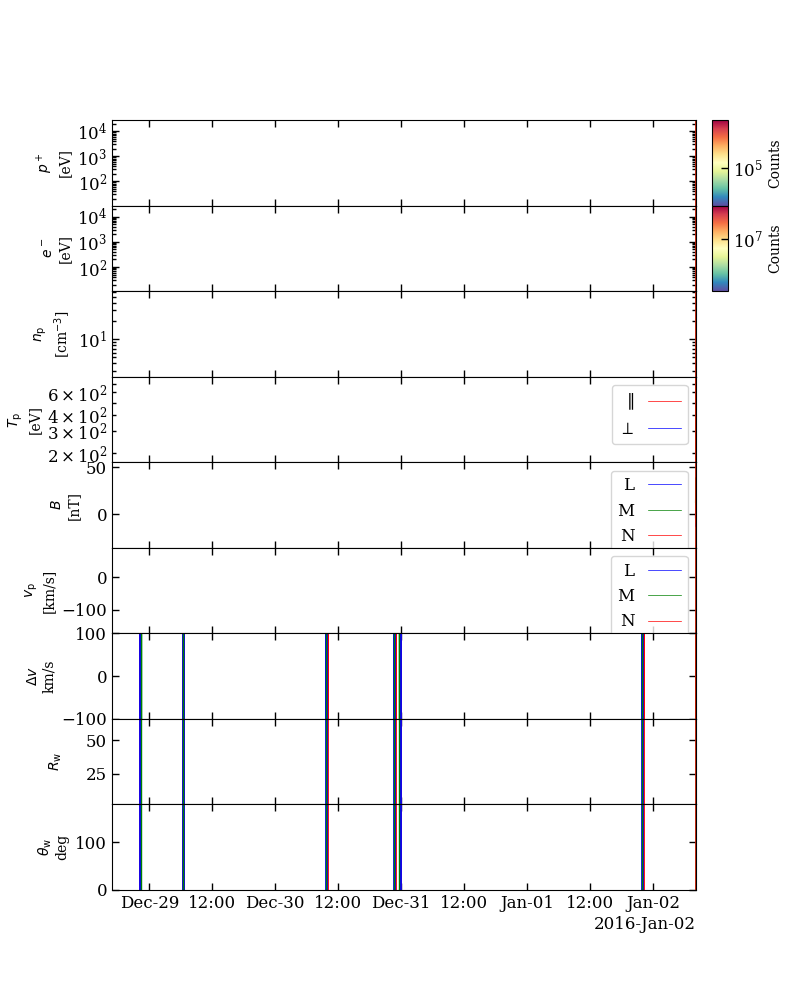 10⁴
10³
10²
p⁺
[eV]
10⁵
Counts
10⁴
10³
10²
e⁻
[eV]
10⁷
Counts
10¹
nₚ
[cm⁻³]
6 × 10²
4 × 10²
3 × 10²
2 × 10²
Tₚ
[eV]
∥
⊥
50
0
B
[nT]
L
M
N
0
−100
vₚ
[km/s]
L
M
N
100
0
−100
Δv
km/s
50
25
R_w
100
0
θ_w
deg
Dec-29 12:00 Dec-30 12:00 Dec-31 12:00 Jan-01 12:00 Jan-02
2016-Jan-02